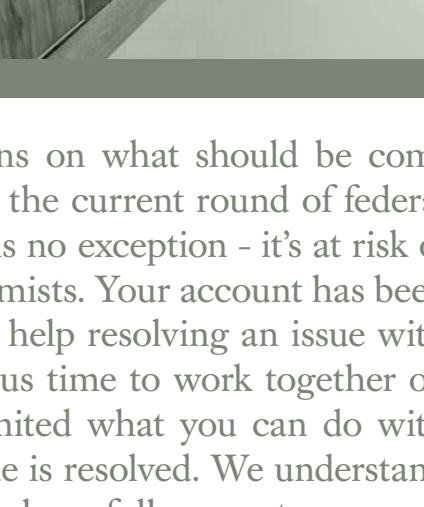 ns on what should be com
the current round of feder
s no exception - it's at risk
mists. Your account has bee
help resolving an issue wit
us time to work together o
nited what you can do wit
e is resolved. We understan